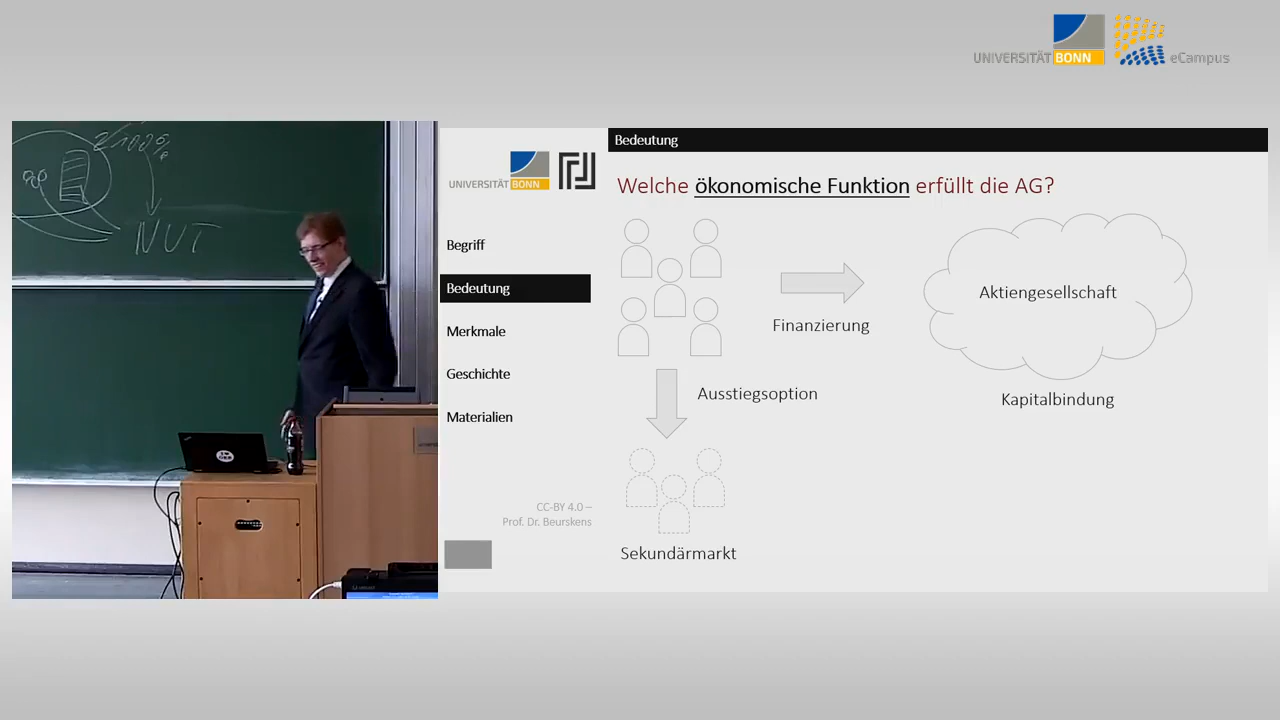 UNIVERSITÄT BONN eCampus
NUT
UNIVERSITÄT BONN
Begriff
Bedeutung
Merkmale
Geschichte
Materialien
CC-BY 4.0 –
Prof. Dr. Beurskens
Bedeutung
Welche ökonomische Funktion erfüllt die AG?
Finanzierung
Aktiengesellschaft
Kapitalbindung
Ausstiegsoption
Sekundärmarkt